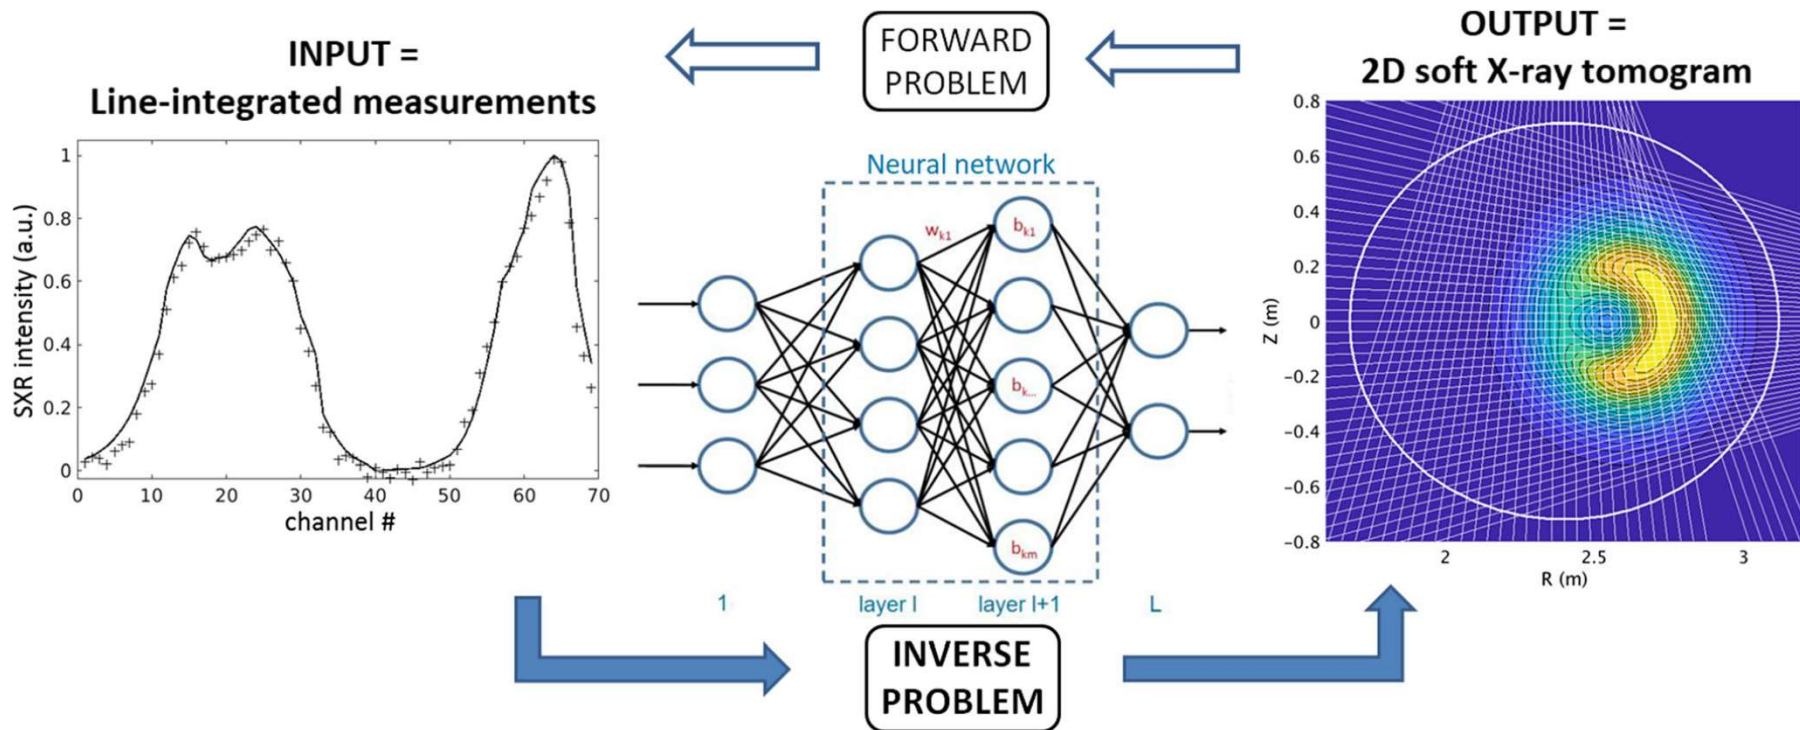 INPUT =
Line-integrated measurements
FORWARD
PROBLEM
OUTPUT =
2D soft X-ray tomogram
SXR intensity (a.u.)
1
0.8
0.6
0.4
0.2
0
0 10 20 30 40 50 60 70
channel #
Neural network
w_k1
b_k1
b_k...
b_km
1 layer l layer l+1 L
INVERSE
PROBLEM
Z (m)
0.8
0.6
0.4
0.2
0
−0.2
−0.4
−0.6
−0.8
2 2.5 3
R (m)